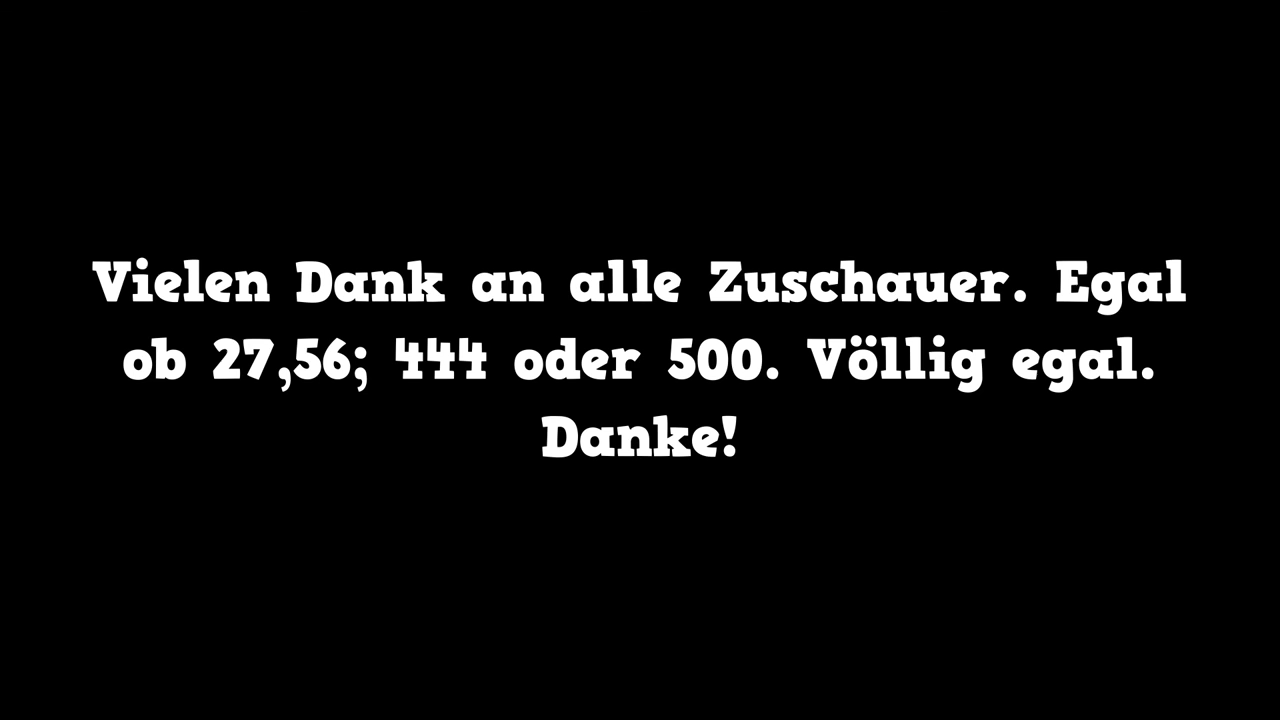 Vielen Dank an alle Zuschauer. Egal
ob 27,56; 444 oder 500. Völlig egal.
Danke!